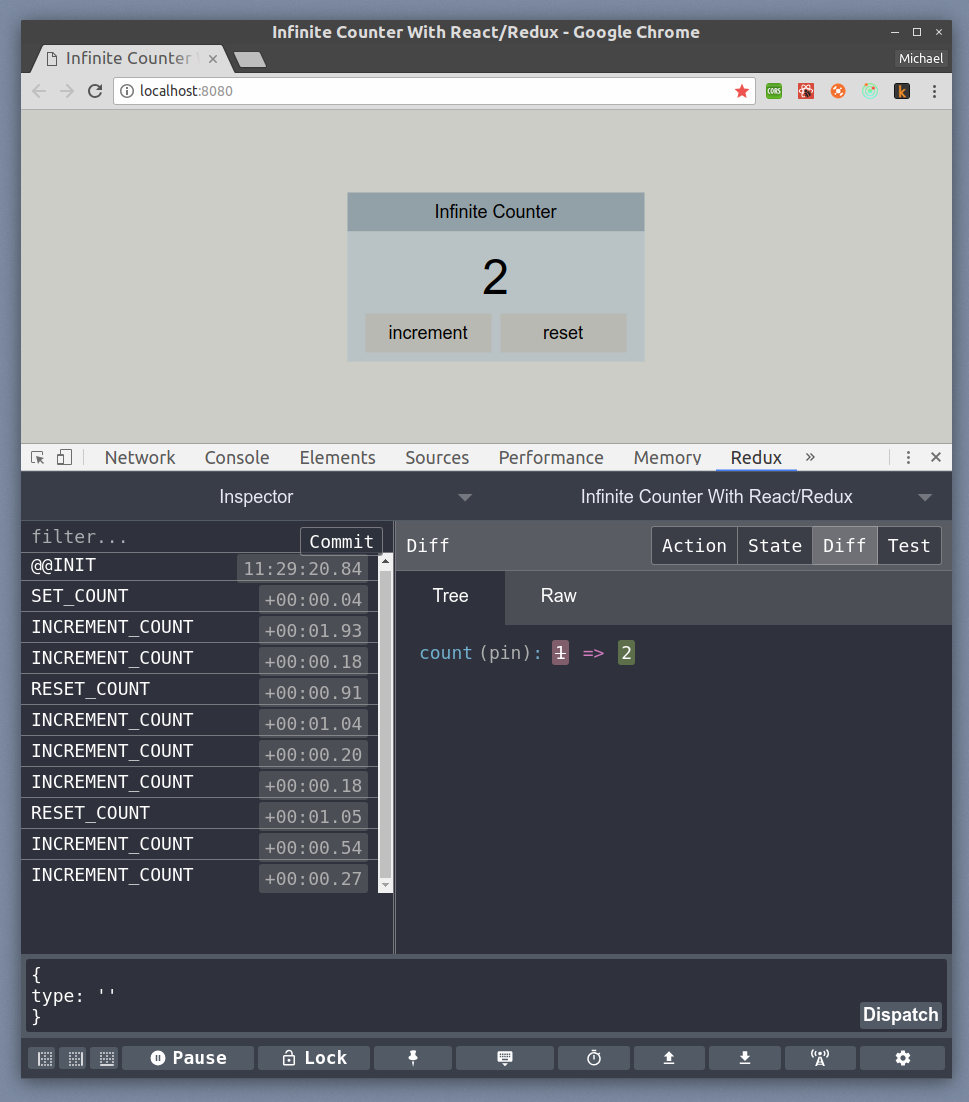 Infinite Counter With React/Redux - Google Chrome
Infinite Counter
Michael
localhost:8080
CORS
k
Infinite Counter
2
increment
reset
Network Console Elements Sources Performance Memory Redux »
Inspector
Infinite Counter With React/Redux
filter...
Commit
@@INIT 11:29:20.84
SET_COUNT +00:00.04
INCREMENT_COUNT +00:01.93
INCREMENT_COUNT +00:00.18
RESET_COUNT +00:00.91
INCREMENT_COUNT +00:01.04
INCREMENT_COUNT +00:00.20
INCREMENT_COUNT +00:00.18
RESET_COUNT +00:01.05
INCREMENT_COUNT +00:00.54
INCREMENT_COUNT +00:00.27
Diff
Action State Diff Test
Tree Raw
count (pin): 1 => 2
{
type: ''
}
Dispatch
Pause Lock